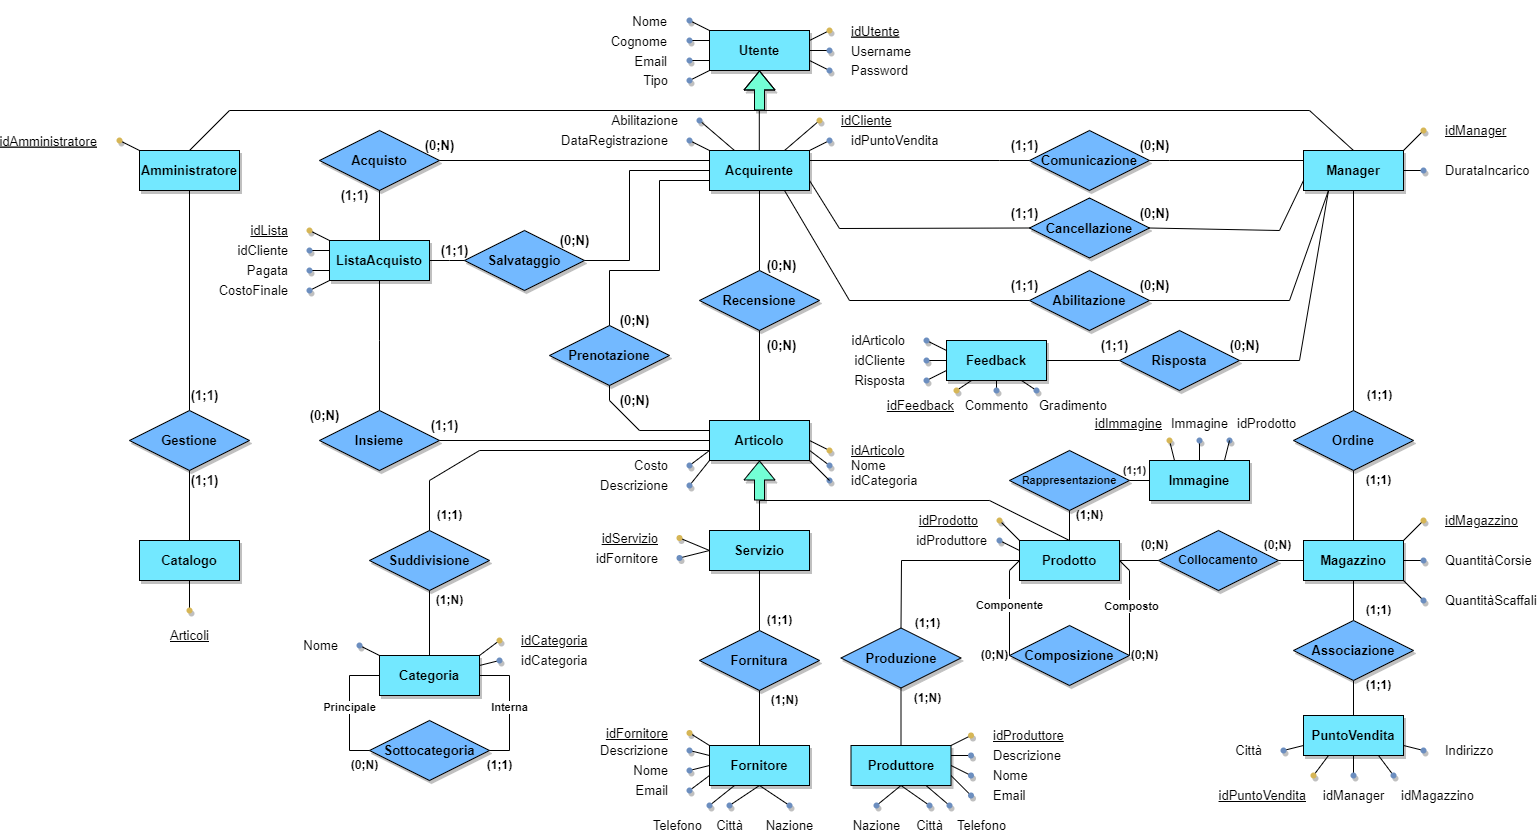 Nome
Cognome
Email
Tipo
Utente
idUtente
Username
Password
idAmministratore
Amministratore
Acquisto
(0;N)
(1;1)
Abilitazione
DataRegistrazione
Acquirente
idCliente
idPuntoVendita
(1;1)
Comunicazione
(0;N)
Manager
idManager
DurataIncarico
(1;1)
Cancellazione
(0;N)
idLista
idCliente
Pagata
CostoFinale
ListaAcquisto
(1;1)
Salvataggio
(0;N)
(0;N)
Recensione
(0;N)
(1;1)
Abilitazione
(0;N)
(0;N)
Prenotazione
(0;N)
idArticolo
idCliente
Risposta
Feedback
idFeedback
Commento
Gradimento
(1;1)
Risposta
(0;N)
(1;1)
Gestione
(1;1)
(0;N)
Insieme
(1;1)
Articolo
Costo
Descrizione
idArticolo
Nome
idCategoria
(1;1)
Ordine
(1;1)
idImmagine
Immagine
idProdotto
Rappresentazione
(1;1)
(1;N)
Immagine
Catalogo
Articoli
(1;1)
Suddivisione
(1;N)
idServizio
idFornitore
Servizio
idProdotto
idProduttore
Prodotto
(0;N)
Collocamento
(0;N)
Magazzino
idMagazzino
QuantitàCorsie
QuantitàScaffali
Componente
Composto
(0;N)
Composizione
(0;N)
(1;1)
Fornitura
(1;N)
(1;1)
Produzione
(1;N)
(1;1)
Associazione
(1;1)
Nome
Categoria
idCategoria
idCategoria
Principale
Interna
(0;N)
Sottocategoria
(1;1)
idFornitore
Descrizione
Nome
Email
Fornitore
Telefono
Città
Nazione
Produttore
idProduttore
Descrizione
Nome
Email
Nazione
Città
Telefono
Città
PuntoVendita
Indirizzo
idPuntoVendita
idManager
idMagazzino